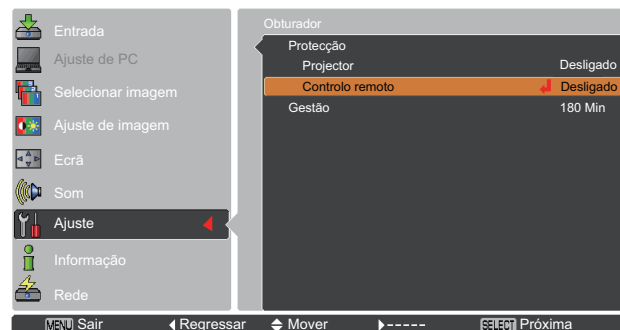 Entrada
Ajuste de PC
Selecionar imagem
Ajuste de imagem
Ecrã
Som
Ajuste
Informação
Rede
Obturador
Protecção
Projector Desligado
Controlo remoto Desligado
Gestão 180 Min
MENU Sair Regressar Mover ----- SELECT Próxima